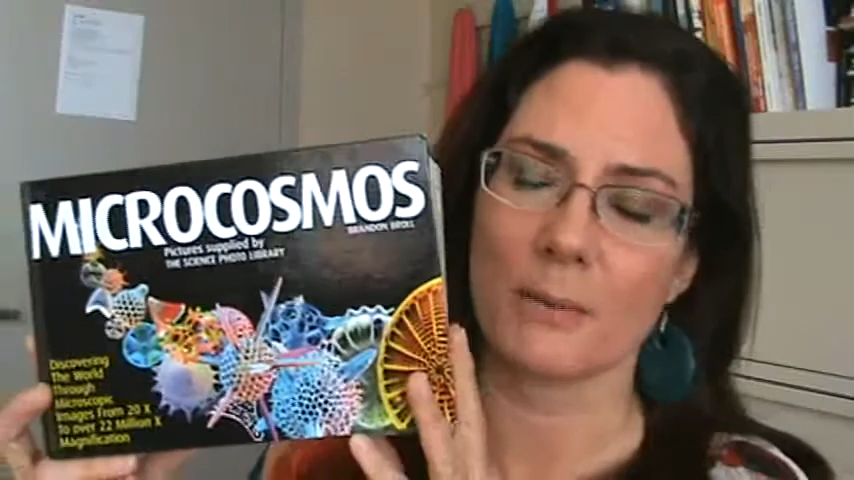 MICROCOSMOS
BRANDON BROLL
Pictures supplied by
THE SCIENCE PHOTO LIBRARY
Discovering
The World
Through
Microscopic
Images From 20 X
To over 22 Million X
Magnification